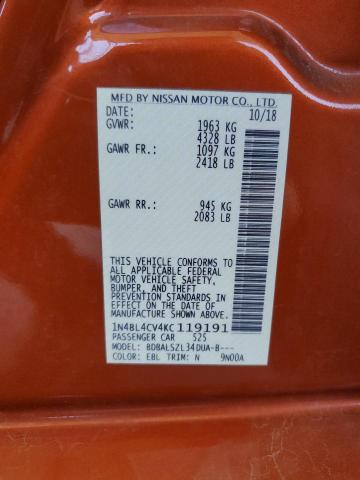 MFD BY NISSAN MOTOR CO., LTD.
DATE: 10/18
GVWR: 1963 KG
4328 LB
GAWR FR: 1097 KG
2418 LB
GAWR RR: 945 KG
2083 LB
THIS VEHICLE CONFORMS TO
ALL APPLICABLE FEDERAL
MOTOR VEHICLE SAFETY,
BUMPER, AND THEFT
PREVENTION STANDARDS IN
EFFECT ON THE DATE OF
MANUFACTURE SHOWN ABOVE.
1N4BL4CV4KC119191
PASSENGER CAR 525
MODEL: BDBALSZL34DUA-B---
COLOR: EBL TRIM: N 9N00A